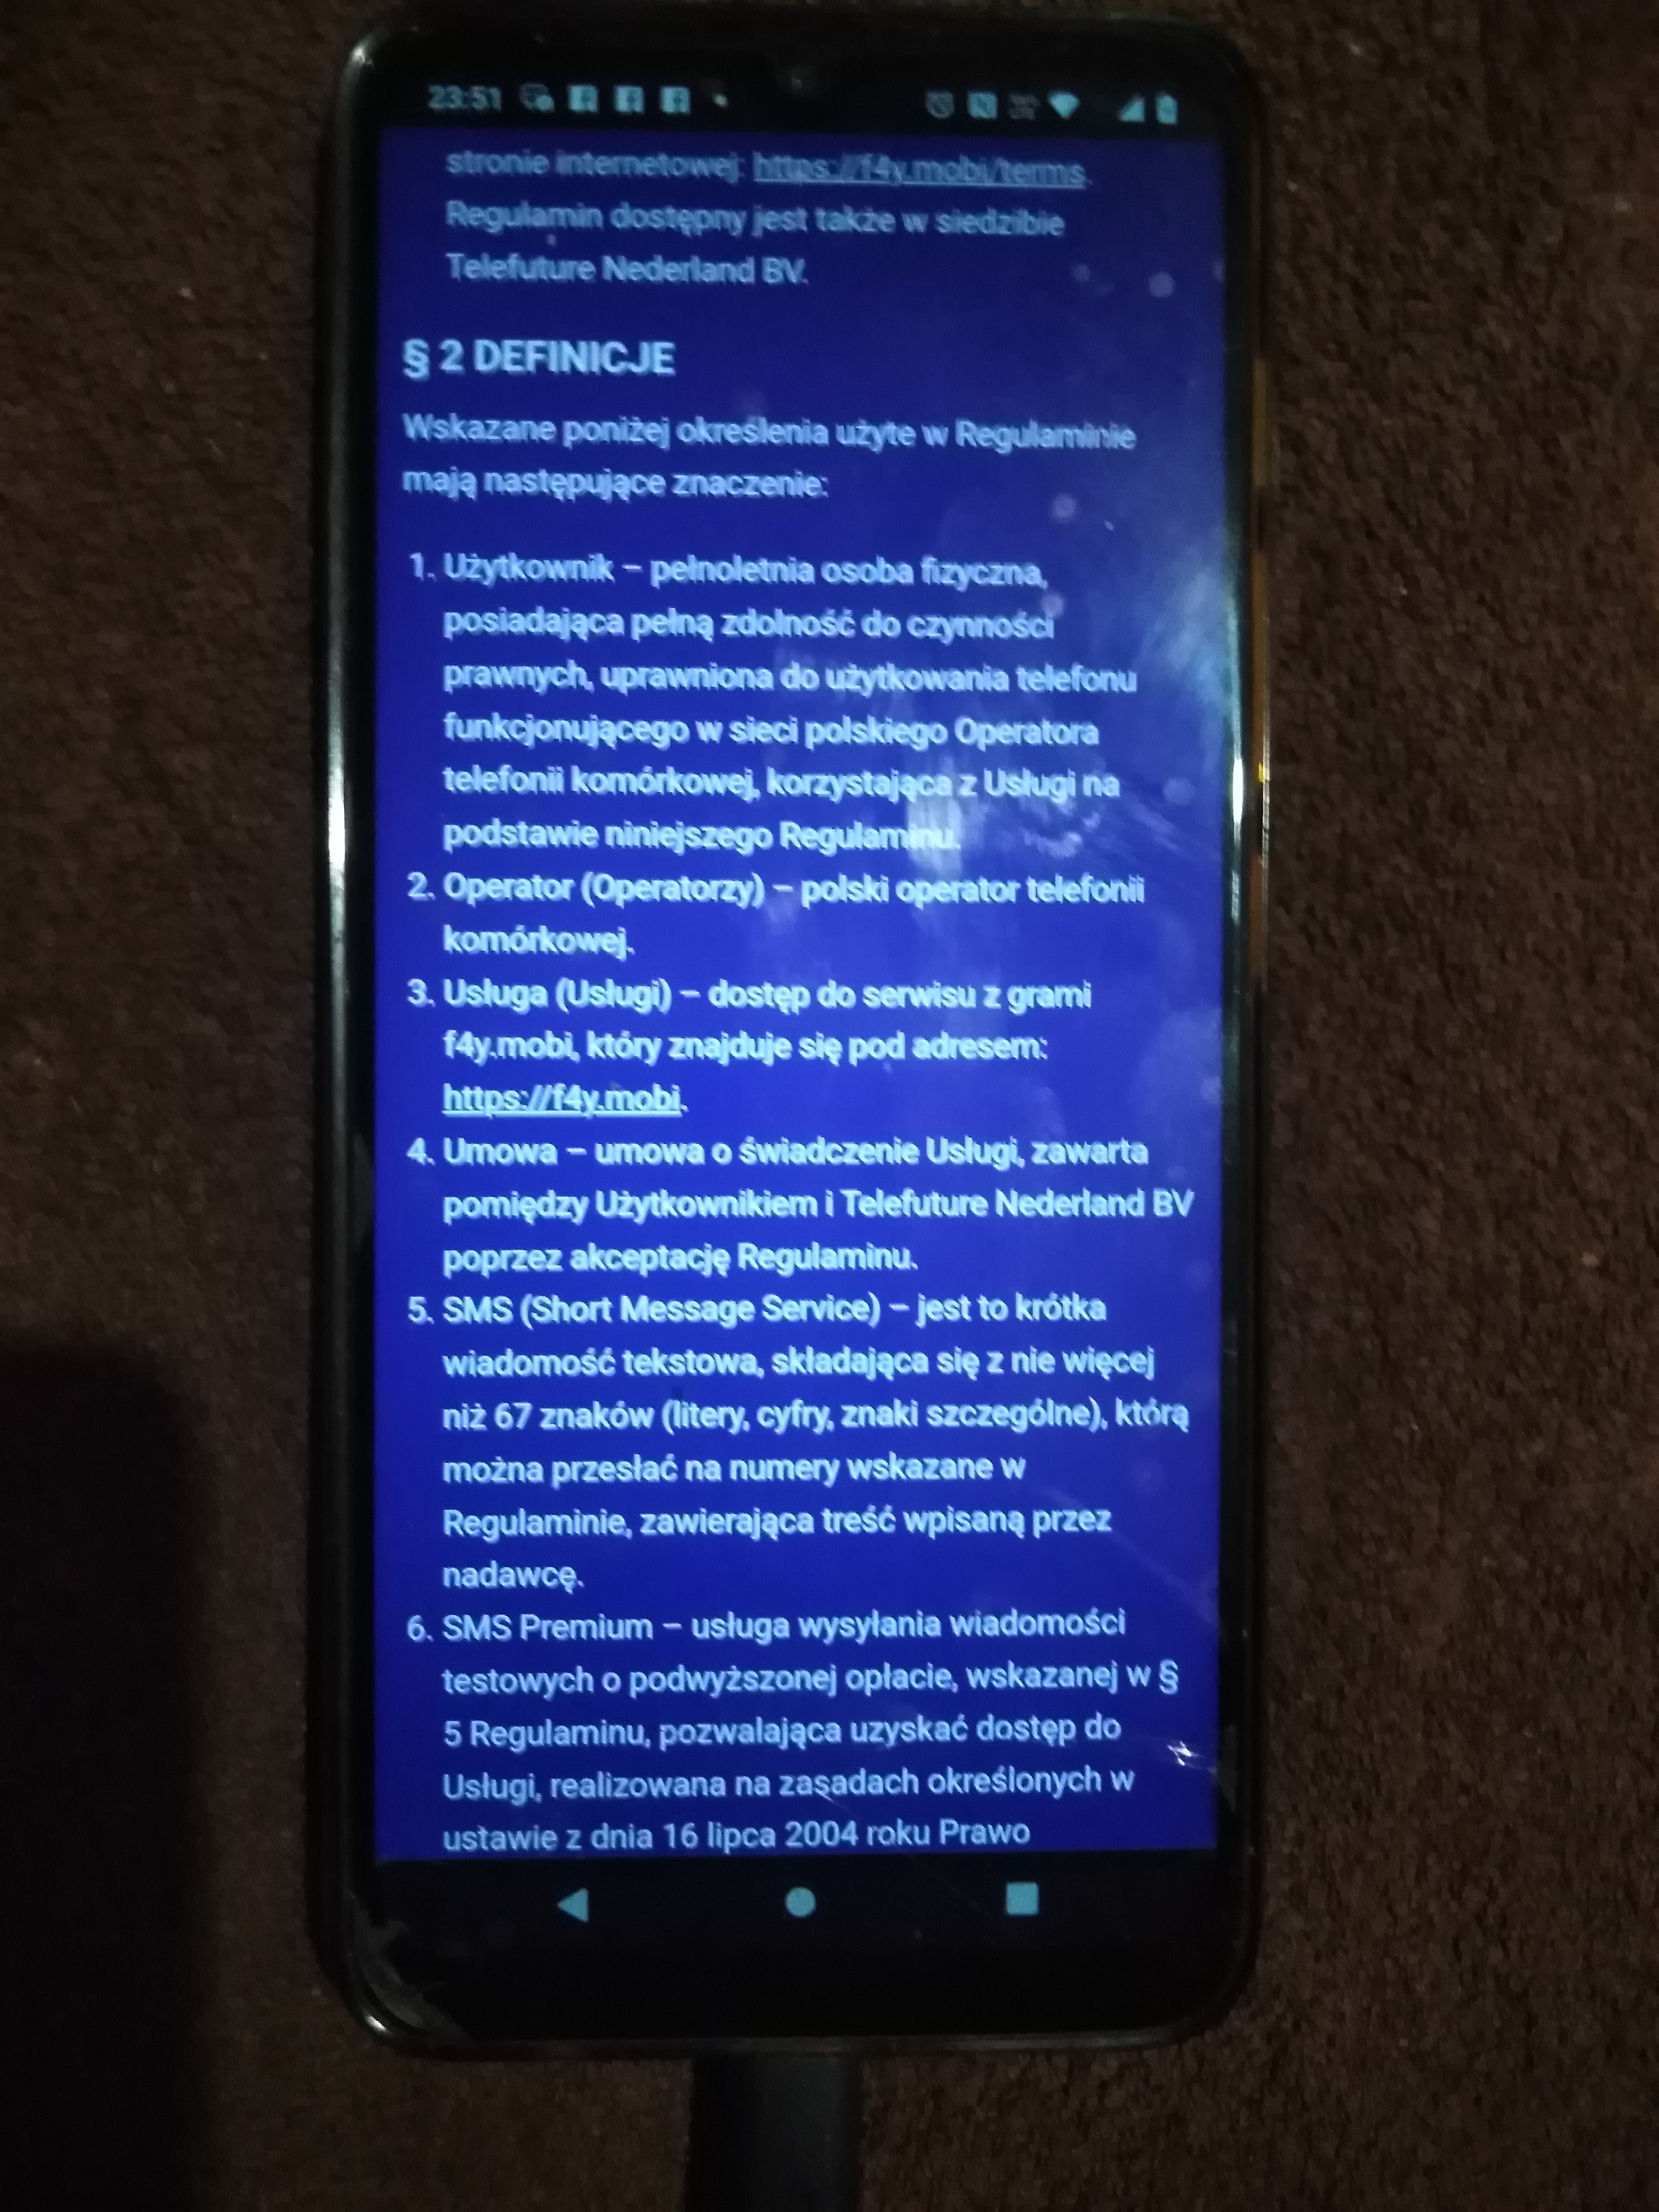 23:51
stronie internetowej: https://f4y.mobi/terms.
Regulamin dostępny jest także w siedzibie
Telefuture Nederland BV.
§ 2 DEFINICJE
Wskazane poniżej określenia użyte w Regulaminie
mają następujące znaczenie:
1. Użytkownik – pełnoletnia osoba fizyczna,
posiadająca pełną zdolność do czynności
prawnych, uprawniona do użytkowania telefonu
funkcjonującego w sieci polskiego Operatora
telefonii komórkowej, korzystająca z Usługi na
podstawie niniejszego Regulaminu.
2. Operator (Operatorzy) – polski operator telefonii
komórkowej.
3. Usługa (Usługi) – dostęp do serwisu z grami
f4y.mobi, który znajduje się pod adresem:
https://f4y.mobi.
4. Umowa – umowa o świadczenie Usługi, zawarta
pomiędzy Użytkownikiem i Telefuture Nederland BV
poprzez akceptację Regulaminu.
5. SMS (Short Message Service) – jest to krótka
wiadomość tekstowa, składająca się z nie więcej
niż 67 znaków (litery, cyfry, znaki szczególne), którą
można przesłać na numery wskazane w
Regulaminie, zawierająca treść wpisaną przez
nadawcę.
6. SMS Premium – usługa wysyłania wiadomości
testowych o podwyższonej opłacie, wskazanej w §
5 Regulaminu, pozwalająca uzyskać dostęp do
Usługi, realizowana na zasadach określonych w
ustawie z dnia 16 lipca 2004 roku Prawo